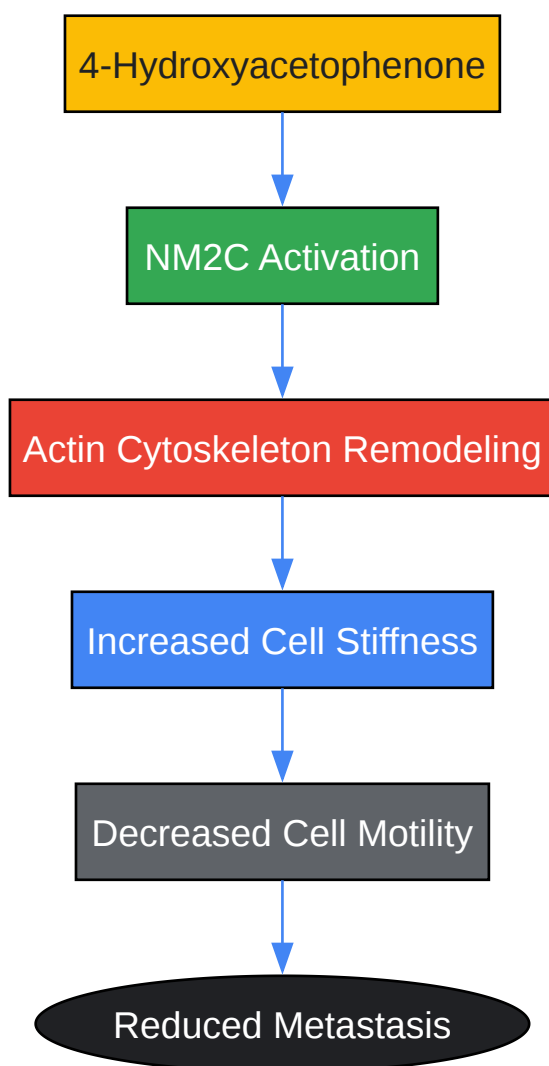 4-Hydroxyacetophenone
NM2C Activation
Actin Cytoskeleton Remodeling
Increased Cell Stiffness
Decreased Cell Motility
Reduced Metastasis